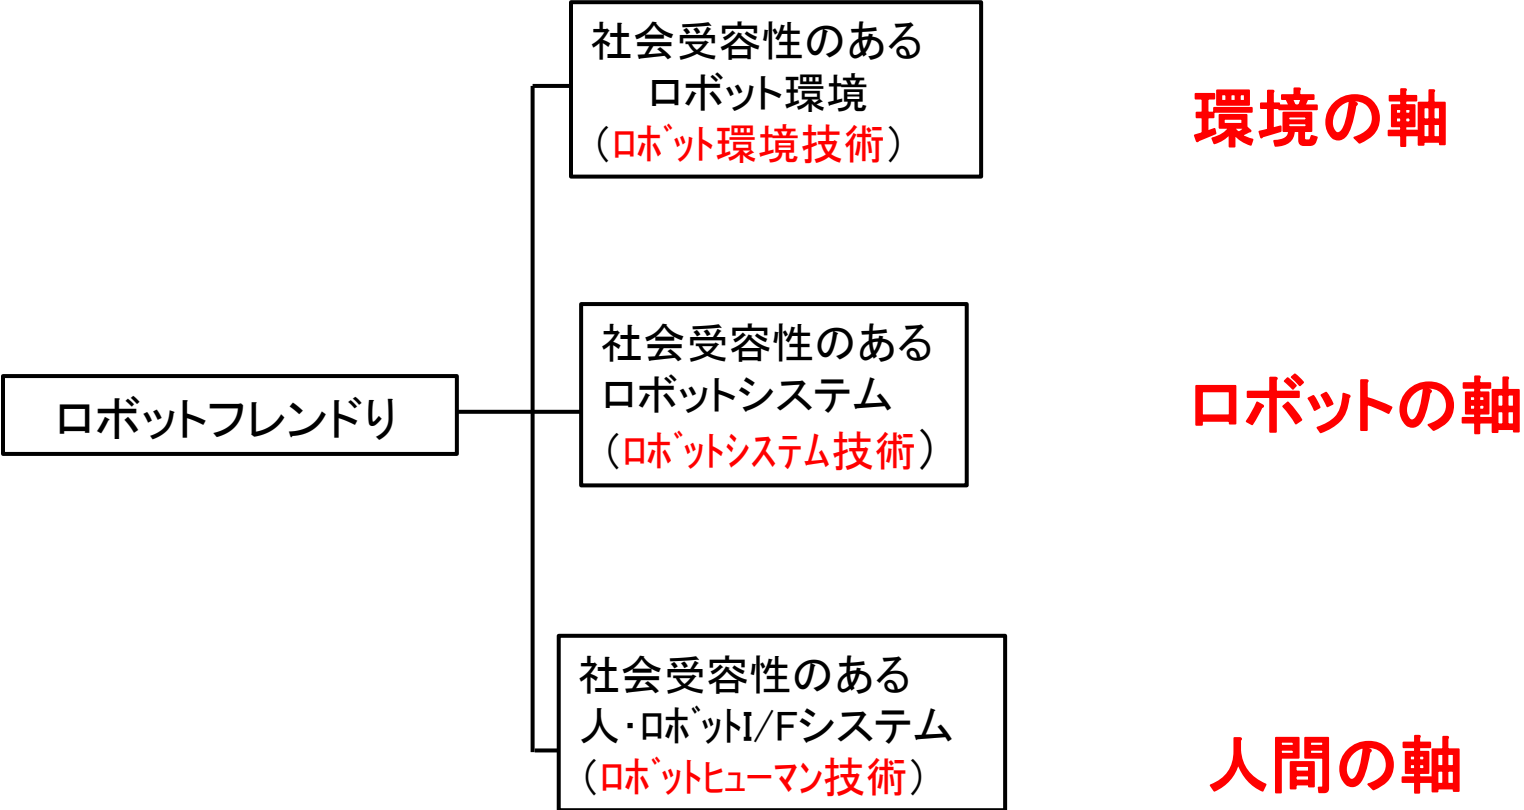 社会受容性のある
ロボット環境
(ﾛﾎﾞｯﾄ環境技術)
環境の軸
ロボットフレンドり
社会受容性のある
ロボットシステム
(ﾛﾎﾞｯﾄｼｽﾃﾑ技術)
ロボットの軸
社会受容性のある
人・ﾛﾎﾞｯﾄI/Fシステム
(ﾛﾎﾞｯﾄﾋｭｰﾏﾝ技術)
人間の軸